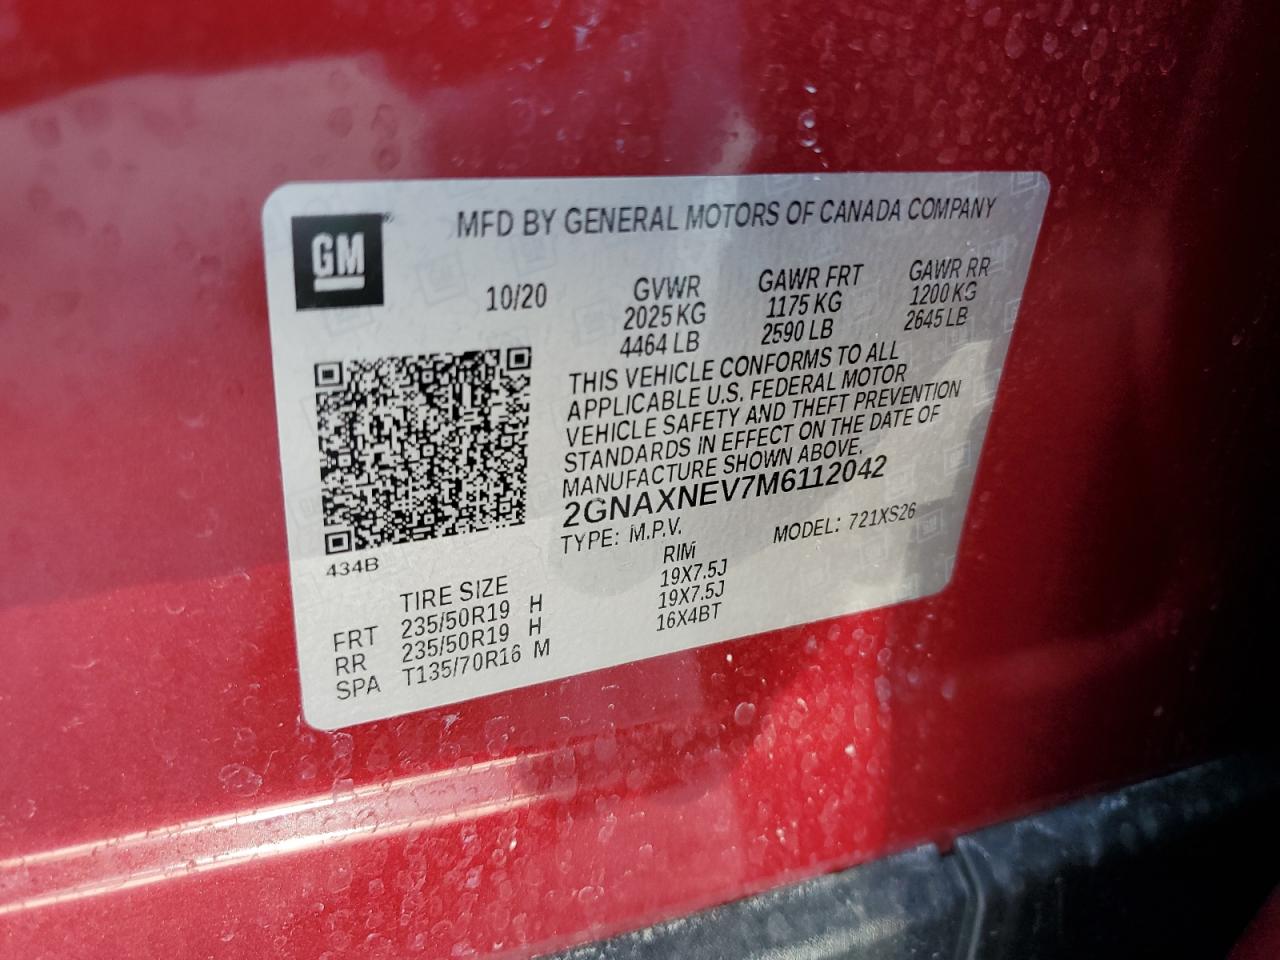 GM
MFD BY GENERAL MOTORS OF CANADA COMPANY
10/20
GVWR GAWR FRT GAWR RR
2025 KG 1175 KG 1200 KG
4464 LB 2590 LB 2645 LB
THIS VEHICLE CONFORMS TO ALL
APPLICABLE U.S. FEDERAL MOTOR
VEHICLE SAFETY AND THEFT PREVENTION
STANDARDS IN EFFECT ON THE DATE OF
MANUFACTURE SHOWN ABOVE.
2GNAXNEV7M6112042
TYPE: M.P.V. MODEL: 721XS26
434B
TIRE SIZE RIM
FRT 235/50R19 H 19X7.5J
RR 235/50R19 H 19X7.5J
SPA T135/70R16 M 16X4BT